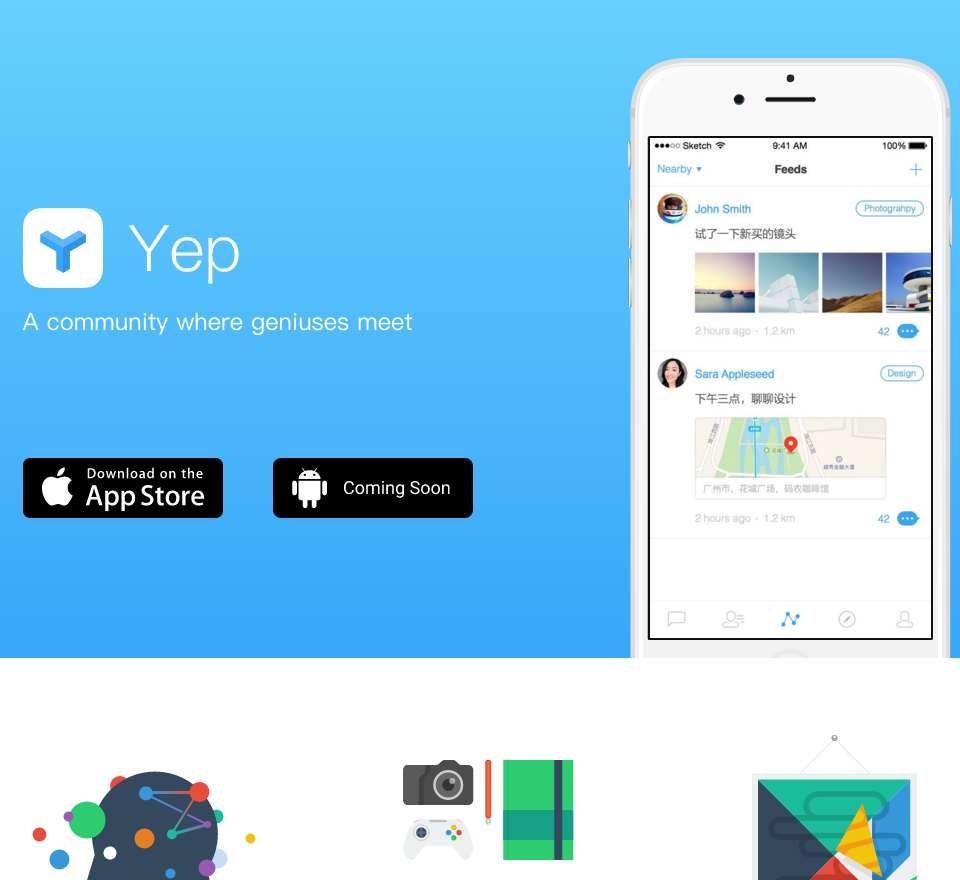 Yep
A community where geniuses meet
Download on the
App Store
Coming Soon
Sketch 9:41 AM 100%
Nearby Feeds
John Smith Photograhpy
试了一下新买的镜头
2 hours ago · 1.2 km 42
Sara Appleseed Design
下午三点，聊聊设计
广州市，花城广场，码农咖啡馆
2 hours ago · 1.2 km 42